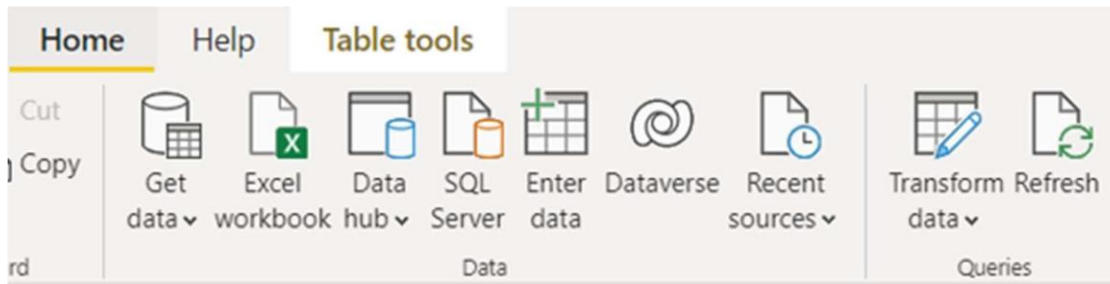 Home Help Table tools
Cut
Copy
Get data
Excel workbook
Data hub
SQL Server
Enter data
Dataverse
Recent sources
Transform data
Refresh
rd
Data
Queries